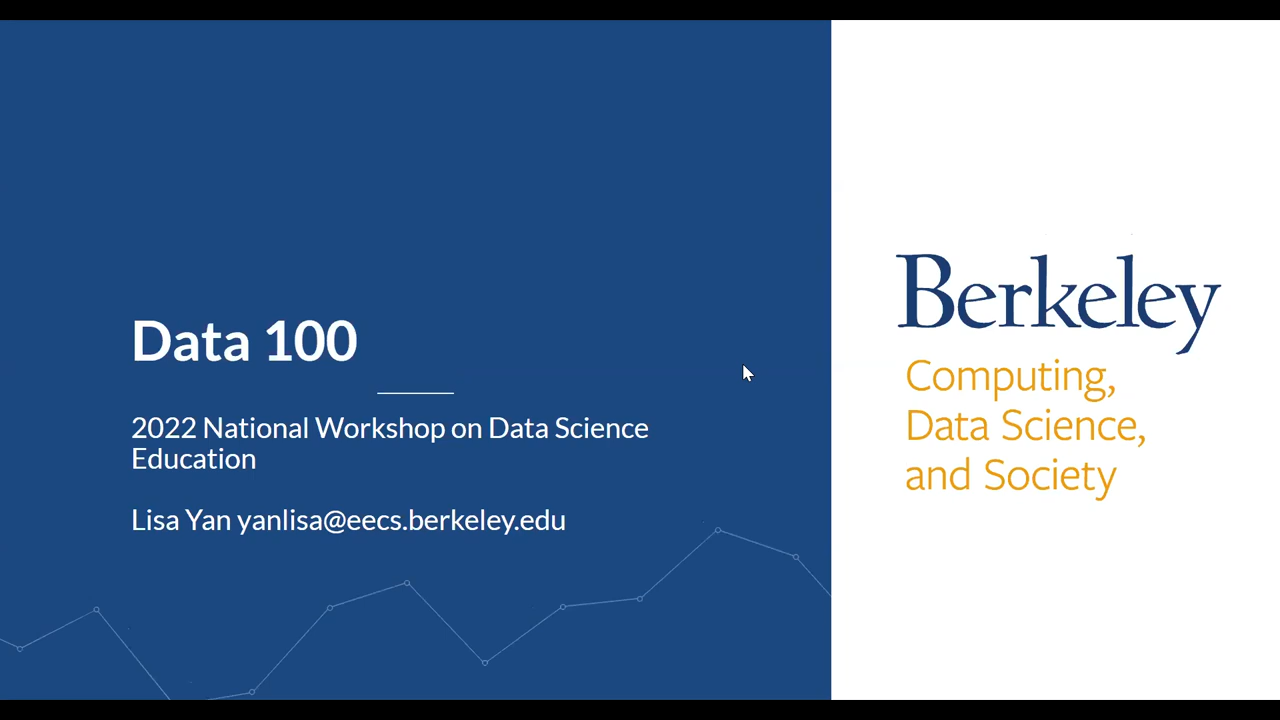 Data 100
2022 National Workshop on Data Science
Education
Lisa Yan yanlisa@eecs.berkeley.edu
Berkeley
Computing,
Data Science,
and Society